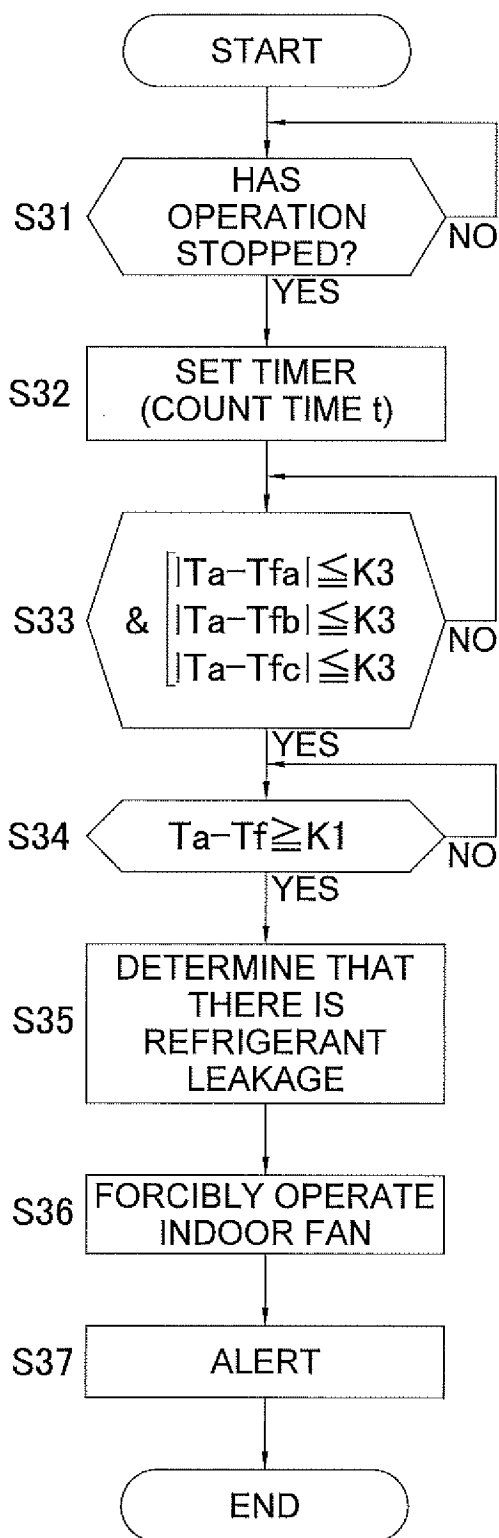 START
S31
HAS
OPERATION
STOPPED?
NO
YES
S32
SET TIMER
(COUNT TIME t)
S33
|Ta-Tfa|≦K3
& |Ta-Tfb|≦K3
|Ta-Tfc|≦K3
NO
YES
S34
Ta-Tf≧K1
NO
YES
S35
DETERMINE THAT
THERE IS
REFRIGERANT
LEAKAGE
S36
FORCIBLY OPERATE
INDOOR FAN
S37
ALERT
END